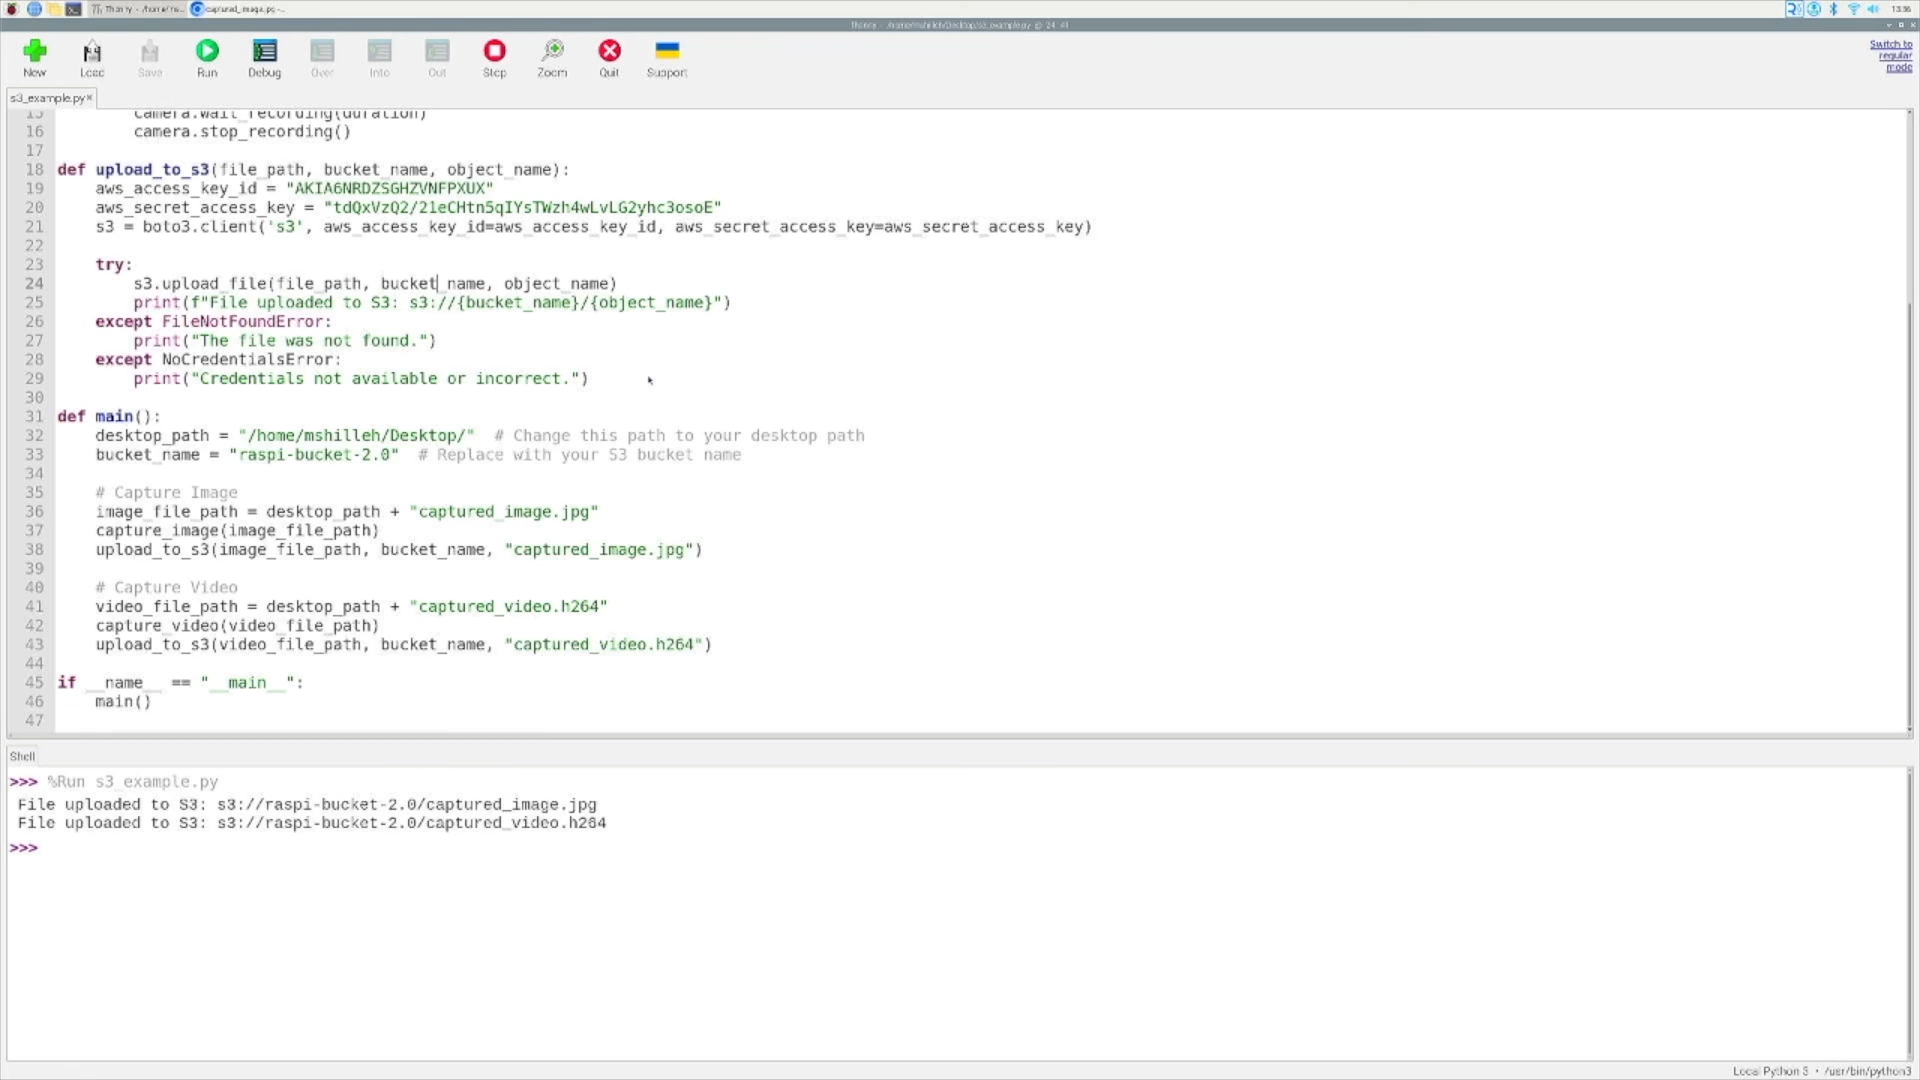 Switch to regular mode
New Load Save Run Debug Over Into Out Stop Zoom Quit Support
s3_example.py
15 camera.wait_recording(duration)
16 camera.stop_recording()
17
18 def upload_to_s3(file_path, bucket_name, object_name):
19 aws_access_key_id = "AKIA6NRDZSGHZVNFPXUX"
20 aws_secret_access_key = "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"
21 s3 = boto3.client('s3', aws_access_key_id=aws_access_key_id, aws_secret_access_key=aws_secret_access_key)
22
23 try:
24 s3.upload_file(file_path, bucket_name, object_name)
25 print(f"File uploaded to S3: s3://{bucket_name}/{object_name}")
26 except FileNotFoundError:
27 print("The file was not found.")
28 except NoCredentialsError:
29 print("Credentials not available or incorrect.")
30
31 def main():
32 desktop_path = "/home/mshilleh/Desktop/" # Change this path to your desktop path
33 bucket_name = "raspi-bucket-2.0" # Replace with your S3 bucket name
34
35 # Capture Image
36 image_file_path = desktop_path + "captured_image.jpg"
37 capture_image(image_file_path)
38 upload_to_s3(image_file_path, bucket_name, "captured_image.jpg")
39
40 # Capture Video
41 video_file_path = desktop_path + "captured_video.h264"
42 capture_video(video_file_path)
43 upload_to_s3(video_file_path, bucket_name, "captured_video.h264")
44
45 if __name__ == "__main__":
46 main()
47
Shell
>>> %Run s3_example.py
File uploaded to S3: s3://raspi-bucket-2.0/captured_image.jpg
File uploaded to S3: s3://raspi-bucket-2.0/captured_video.h264
>>>
Local Python 3 • /usr/bin/python3